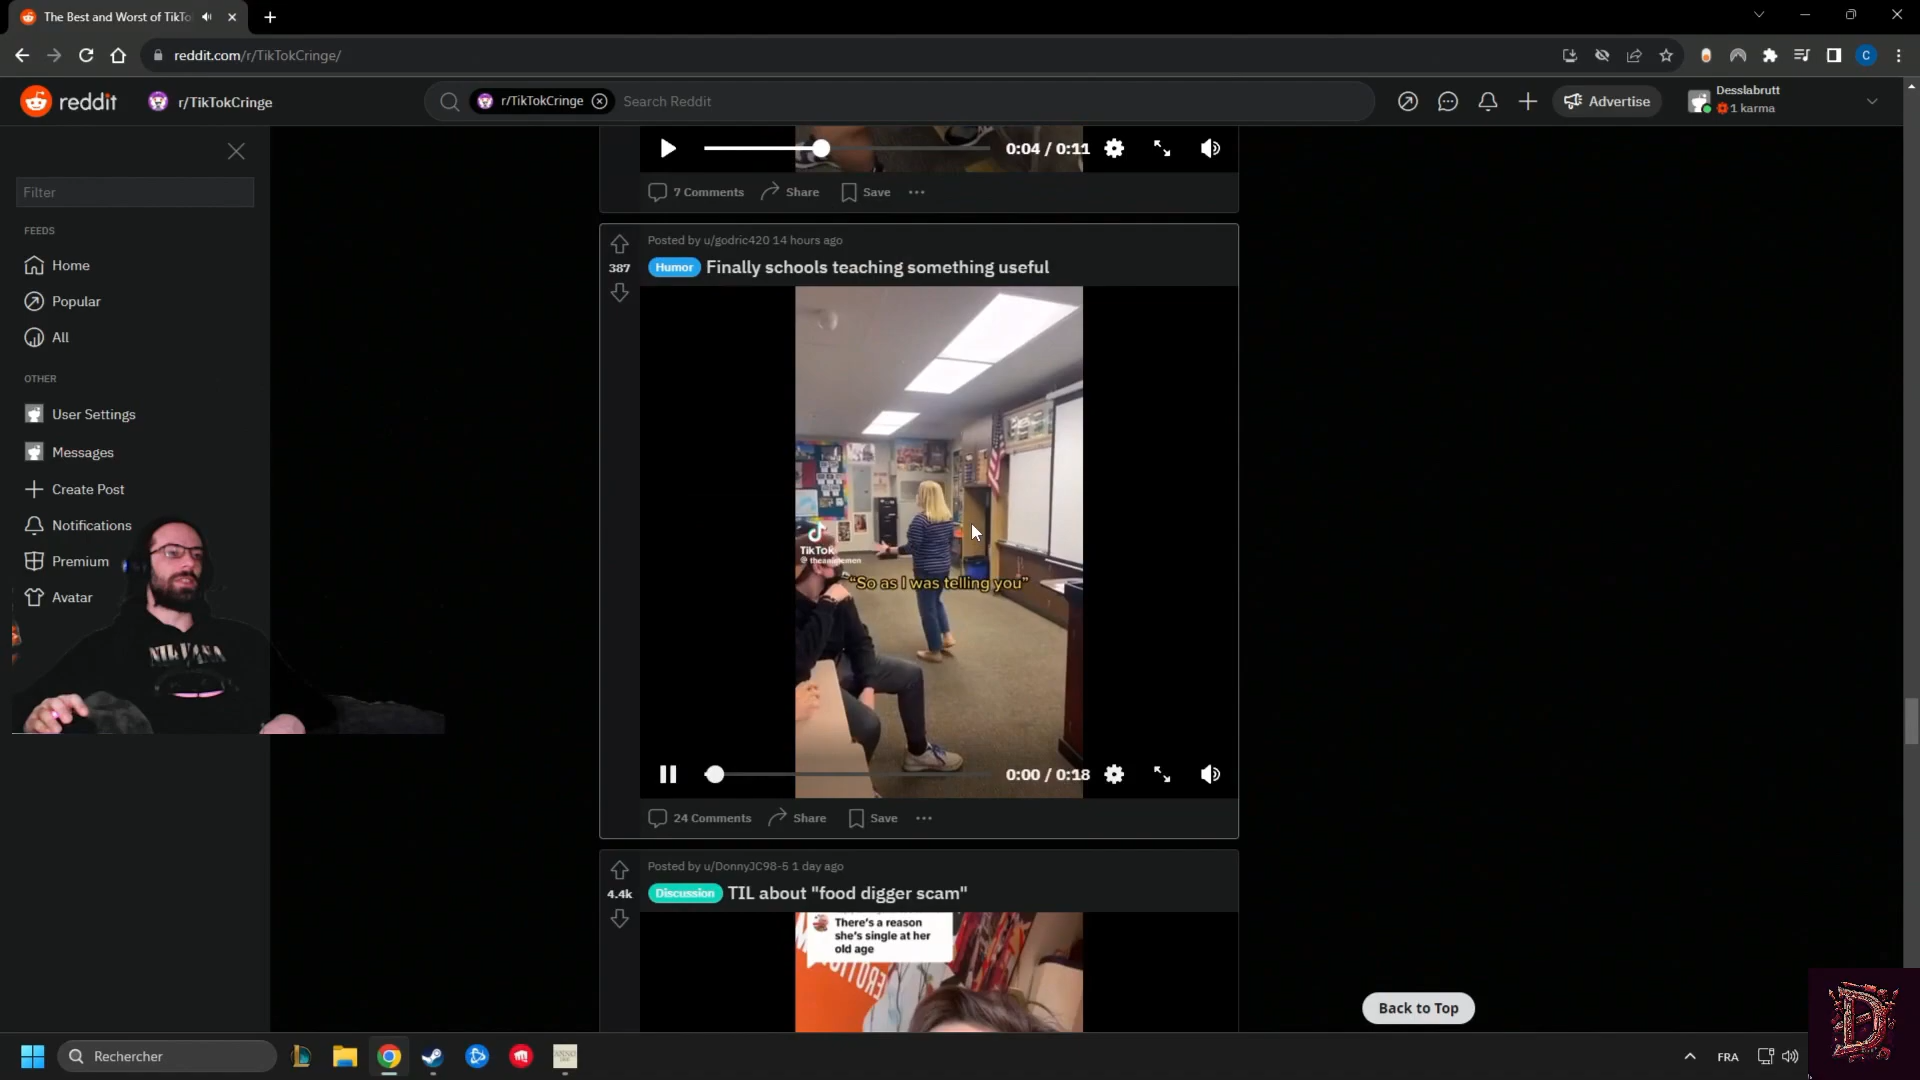 The Best and Worst of TikTo
reddit.com/r/TikTokCringe/
reddit
r/TikTokCringe
r/TikTokCringe
Search Reddit
Advertise
Desslabrutt
1 karma
Filter
FEEDS
Home
Popular
All
OTHER
User Settings
Messages
Create Post
Notifications
Premium
Avatar
NIRVANA
0:04 / 0:11
7 Comments
Share
Save
Posted by u/godric420 14 hours ago
387
Humor
Finally schools teaching something useful
TikTok
"So as I was telling you"
0:00 / 0:18
24 Comments
Share
Save
Posted by u/DonnyJC98-5 1 day ago
4.4k
Discussion
TIL about "food digger scam"
There's a reason
she's single at her
old age
Back to Top
Rechercher
ANNO
FRA
C
D